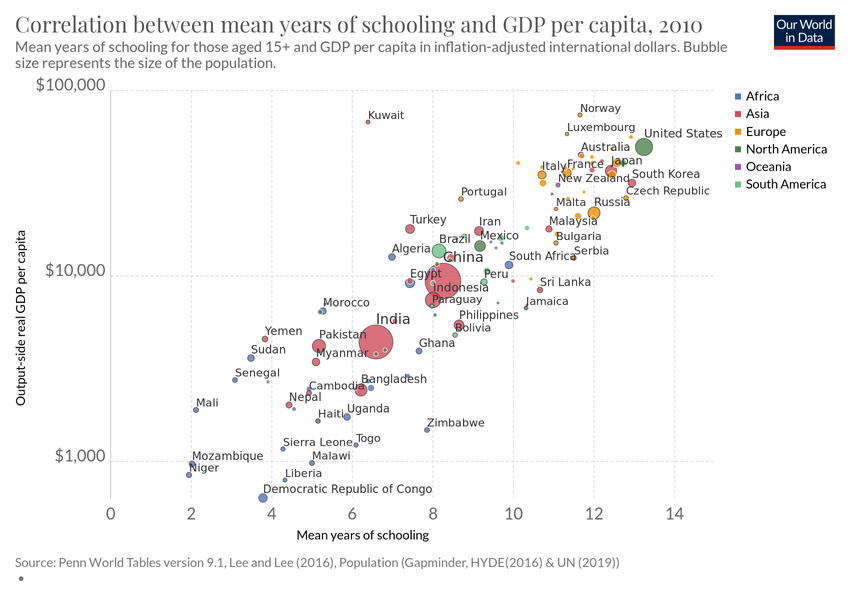 Correlation between mean years of schooling and GDP per capita, 2010
Our World
in Data
Mean years of schooling for those aged 15+ and GDP per capita in inflation-adjusted international dollars. Bubble
size represents the size of the population.
$100,000
Africa
Asia
Europe
North America
Oceania
South America
Kuwait
Norway
Luxembourg
United States
Australia
Italy
France
Japan
South Korea
New Zealand
Czech Republic
Portugal
Malta
Russia
Turkey
Iran
Malaysia
Brazil
Mexico
Bulgaria
Algeria
China
South Africa
Serbia
$10,000
Egypt
Peru
Indonesia
Sri Lanka
Morocco
Paraguay
Jamaica
India
Philippines
Yemen
Pakistan
Bolivia
Sudan
Myanmar
Ghana
Senegal
Cambodia
Bangladesh
Mali
Nepal
Haiti
Uganda
Zimbabwe
Sierra Leone
Togo
$1,000
Mozambique
Malawi
Niger
Liberia
Democratic Republic of Congo
Output-side real GDP per capita
0 2 4 6 8 10 12 14
Mean years of schooling
Source: Penn World Tables version 9.1, Lee and Lee (2016), Population (Gapminder, HYDE(2016) & UN (2019))
•